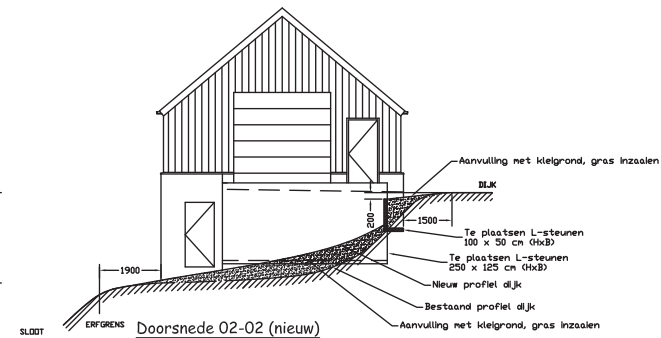 Aanvulling met kleigrond, gras inzaaien
DIJK
200
1500
Te plaatsen L-steunen
100 x 50 cm (HxB)
Te plaatsen L-steunen
250 x 125 cm (HxB)
1900
Nieuw profiel dijk
Bestaand profiel dijk
ERFGRENS
Aanvulling met kleigrond, gras inzaaien
SLOOT
Doorsnede 02-02 (nieuw)